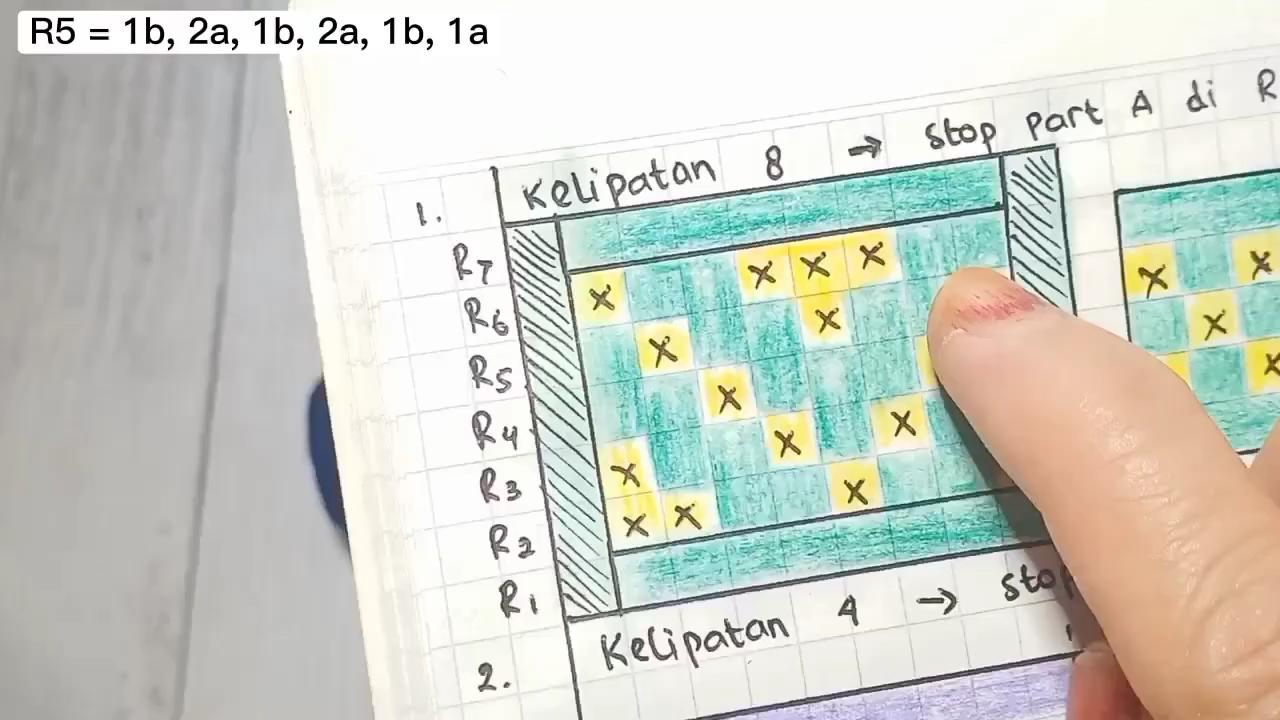 R5 = 1b, 2a, 1b, 2a, 1b, 1a
1. Kelipatan 8 → Stop Part A di R
R7
R6 x x x x x x
R5 x x x
R4 x x
R3 x x x
R2 x x x
R1
2. Kelipatan 4 → stop